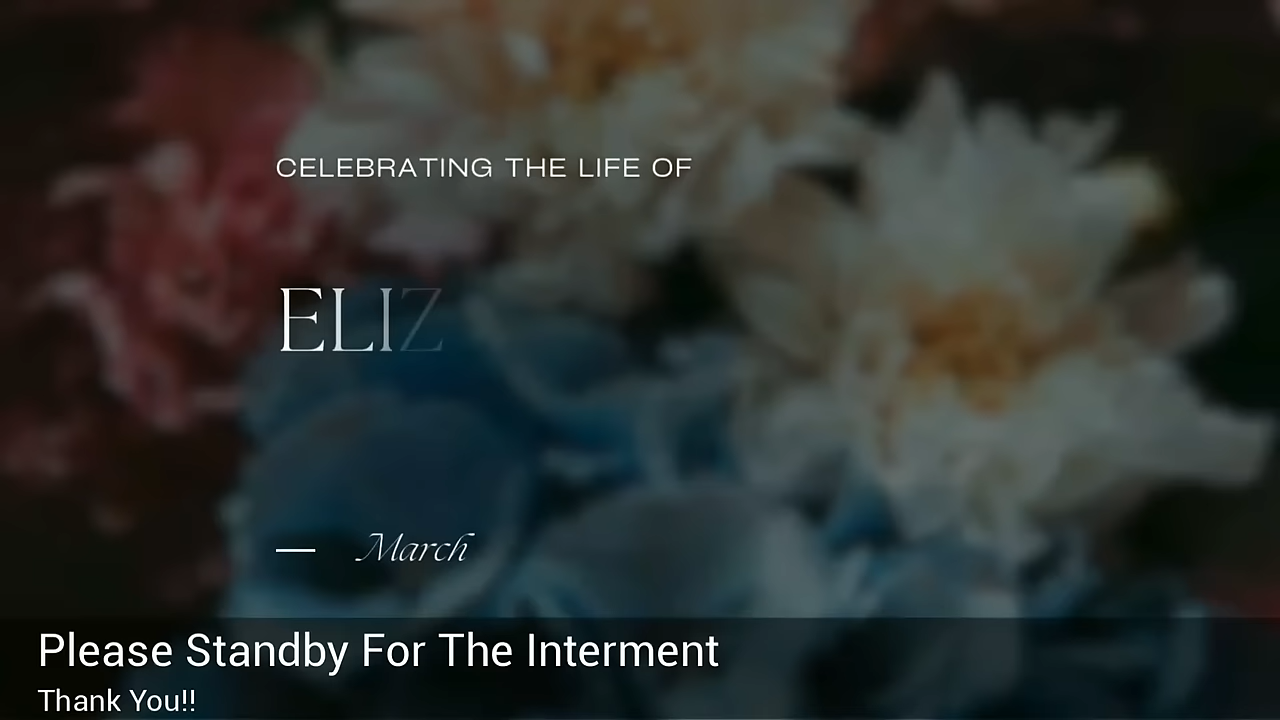 CELEBRATING THE LIFE OF
ELIZ
— March
Please Standby For The Interment
Thank You!!